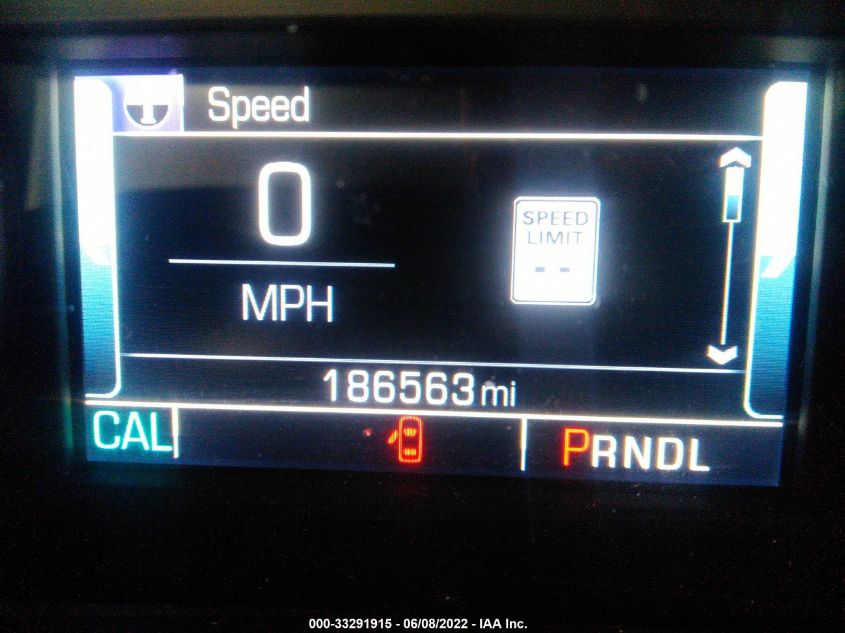 Speed
0
MPH
SPEED
LIMIT
- -
186563 mi
CAL
PRNDL
000-33291915 - 06/08/2022 - IAA Inc.